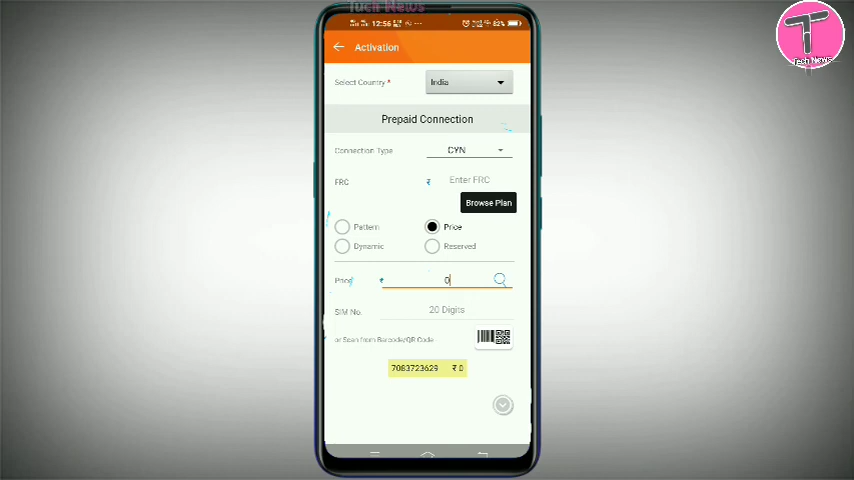 Tech News
12:56
82%
T
Tech News
Activation
Select Country *
India
Prepaid Connection
Connection Type
CYN
FRC
₹
Enter FRC
Browse Plan
Pattern
Price
Dynamic
Reserved
Price
₹
0
SIM No.
20 Digits
or Scan from Barcode/QR Code
7083723629 ₹ 0